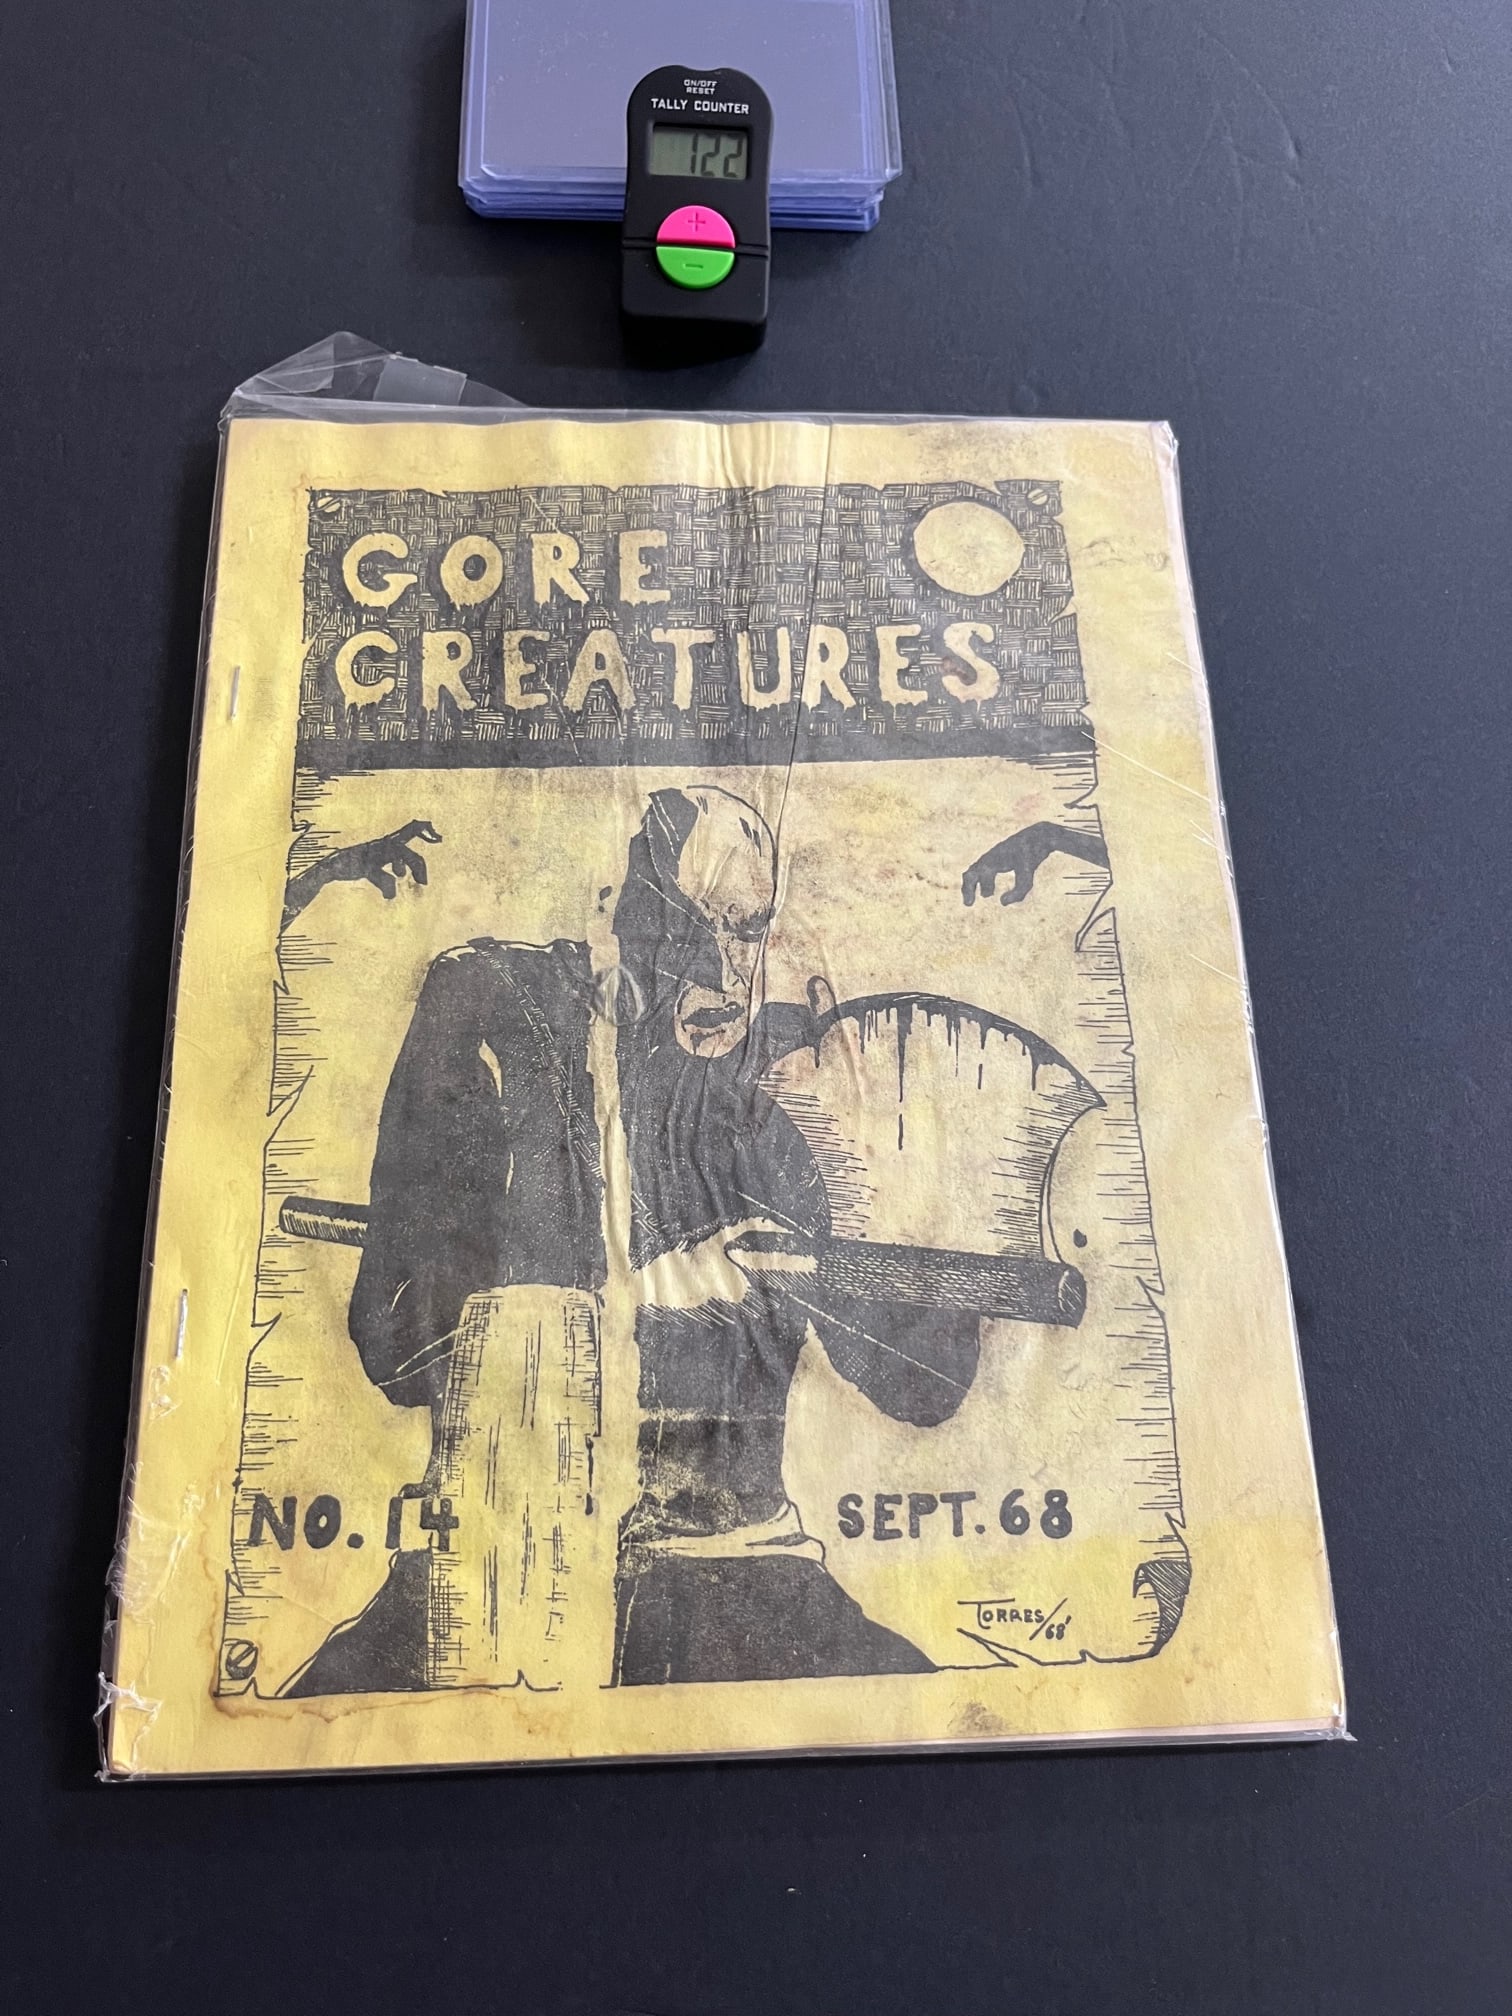 ON/OFF
RESET
TALLY COUNTER
122
+
-
GORE
CREATURES
NO. 14
SEPT. 68
TORRES/68'